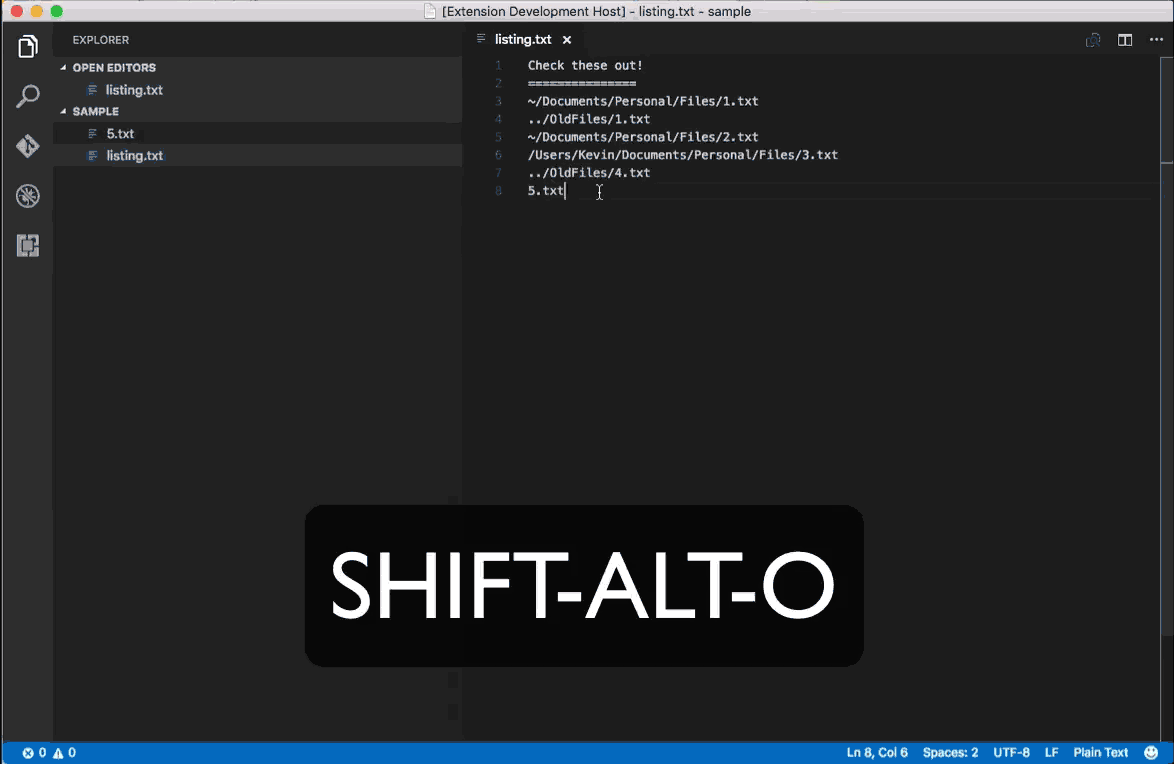 [Extension Development Host] - listing.txt - sample
EXPLORER
OPEN EDITORS
listing.txt
SAMPLE
5.txt
listing.txt
listing.txt
1 Check these out!
2 ===============
3 ~/Documents/Personal/Files/1.txt
4 ../OldFiles/1.txt
5 ~/Documents/Personal/Files/2.txt
6 /Users/Kevin/Documents/Personal/Files/3.txt
7 ../OldFiles/4.txt
8 5.txt
SHIFT-ALT-O
0 0
Ln 8, Col 6 Spaces: 2 UTF-8 LF Plain Text